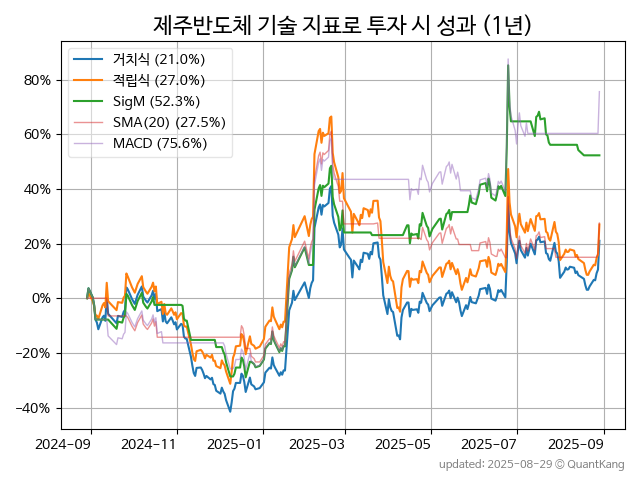 제주반도체 기술 지표로 투자 시 성과 (1년)
거치식 (21.0%)
적립식 (27.0%)
SigM (52.3%)
SMA(20) (27.5%)
MACD (75.6%)
80%
60%
40%
20%
0%
−20%
−40%
2024-09
2024-11
2025-01
2025-03
2025-05
2025-07
2025-09
updated: 2025-08-29 © QuantKang